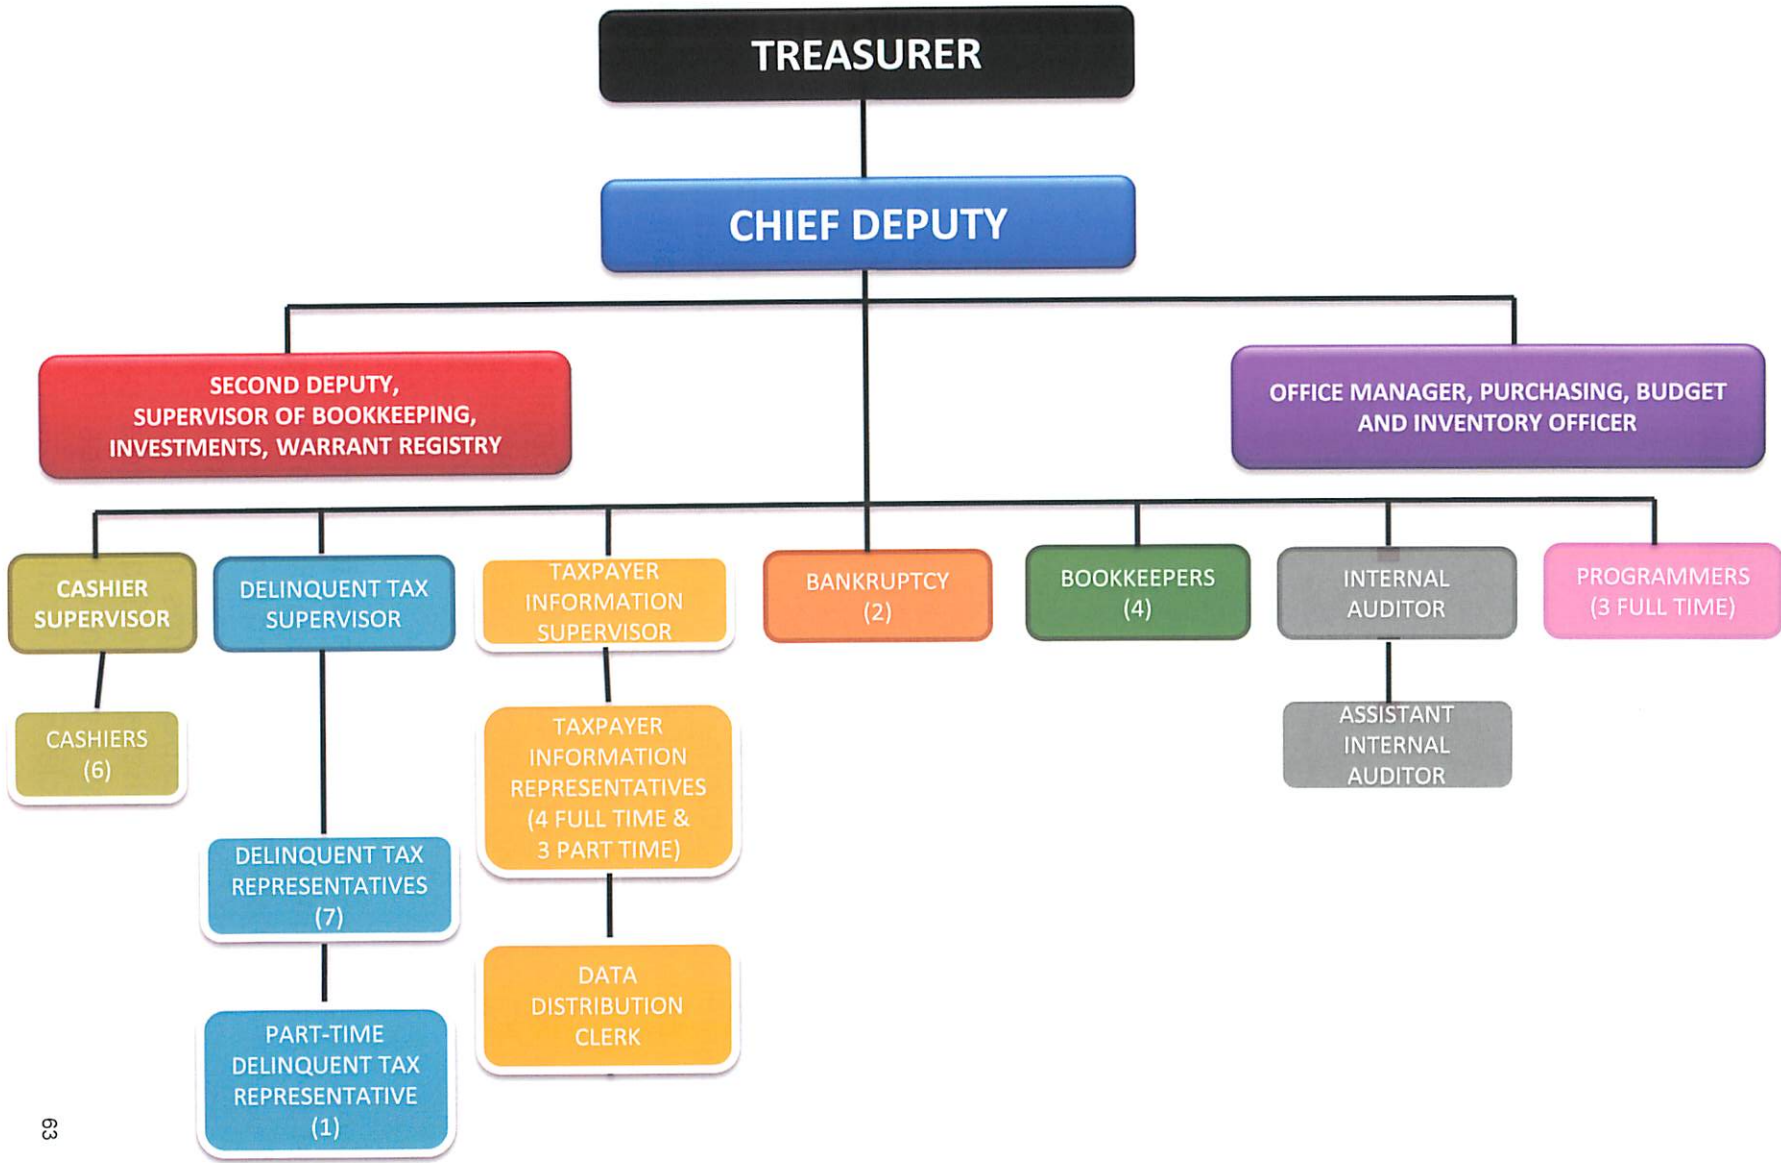 TREASURER
CHIEF DEPUTY
SECOND DEPUTY,
SUPERVISOR OF BOOKKEEPING,
INVESTMENTS, WARRANT REGISTRY
OFFICE MANAGER, PURCHASING, BUDGET
AND INVENTORY OFFICER
CASHIER
SUPERVISOR
DELINQUENT TAX
SUPERVISOR
TAXPAYER
INFORMATION
SUPERVISOR
BANKRUPTCY
(2)
BOOKKEEPERS
(4)
INTERNAL
AUDITOR
PROGRAMMERS
(3 FULL TIME)
CASHIERS
(6)
TAXPAYER
INFORMATION
REPRESENTATIVES
(4 FULL TIME &
3 PART TIME)
ASSISTANT
INTERNAL
AUDITOR
DELINQUENT TAX
REPRESENTATIVES
(7)
DATA
DISTRIBUTION
CLERK
PART-TIME
DELINQUENT TAX
REPRESENTATIVE
(1)
63